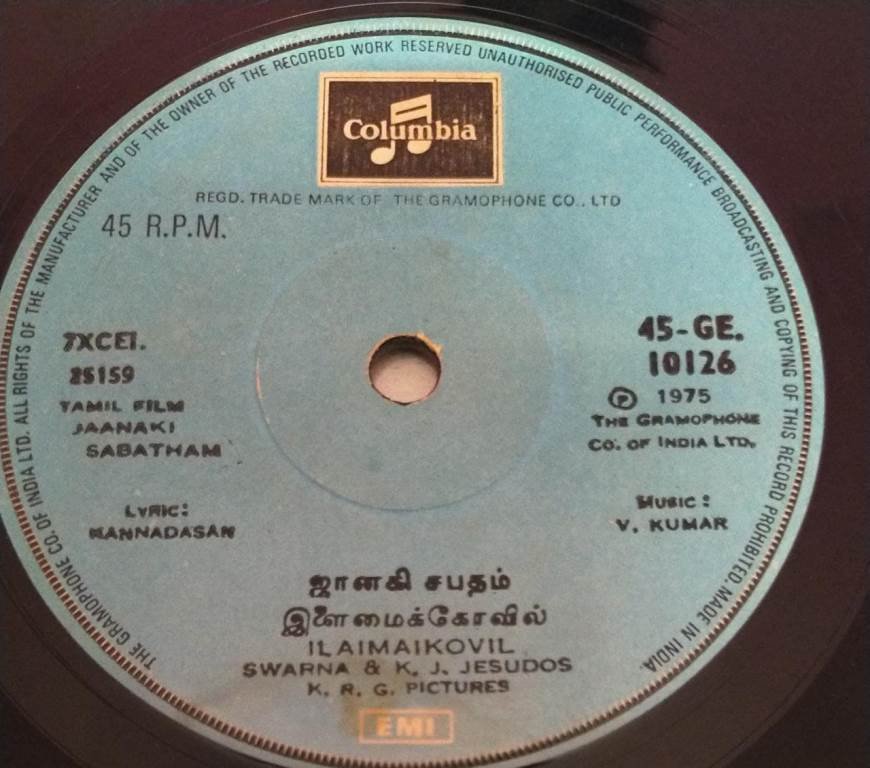 THE GRAMOPHONE CO. OF INDIA LTD. ALL RIGHTS OF THE MANUFACTURER AND OF THE OWNER OF THE RECORDED WORK RESERVED UNAUTHORISED PUBLIC PERFORMANCE BROADCASTING AND COPYING OF THIS RECORD PROHIBITED. MADE IN INDIA.
Columbia
REGD. TRADE MARK OF THE GRAMOPHONE CO., LTD
45 R.P.M.
7XCEI.
25159
TAMIL FILM
JAANAKI
SABATHAM
LYRIC:
KANNADASAN
45-GE.
10126
Ⓟ 1975
THE GRAMOPHONE
CO. OF INDIA LTD.
MUSIC:
V. KUMAR
ஜானகி சபதம்
இளைமைக்கோவில்
ILAIMAIKOVIL
SWARNA & K. J. JESUDOS
K. R. G. PICTURES
EMI